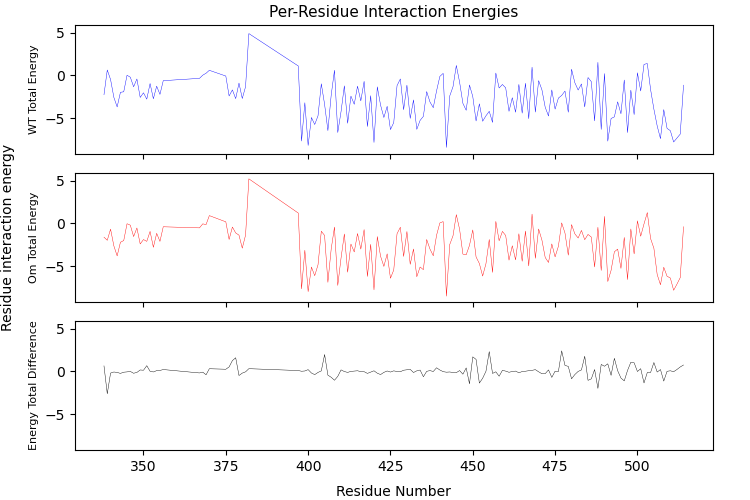 Per-Residue Interaction Energies
Residue interaction energy
WT Total Energy
5
0
−5
Om Total Energy
5
0
−5
Energy Total Difference
5
0
−5
350 375 400 425 450 475 500
Residue Number